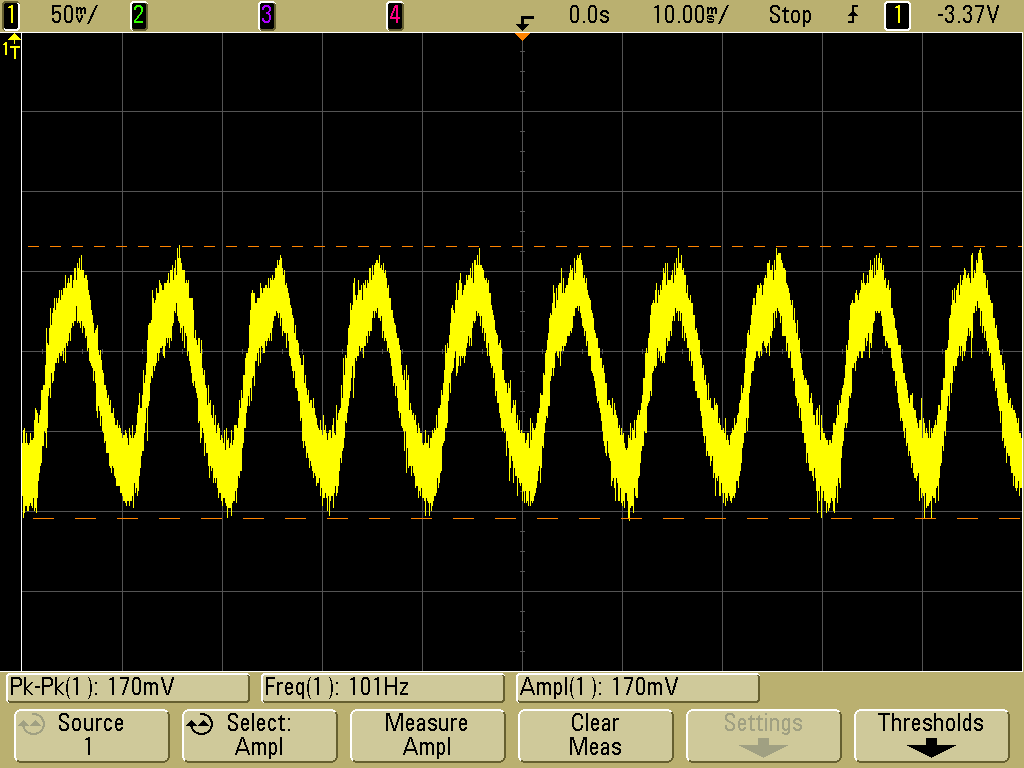 1 50mV/ 2 3 4 0.0s 10.00ms/ Stop 1 -3.37V
1T
Pk-Pk(1): 170mV Freq(1): 101Hz Ampl(1): 170mV
Source Select: Measure Clear Settings Thresholds
1 Ampl Ampl Meas